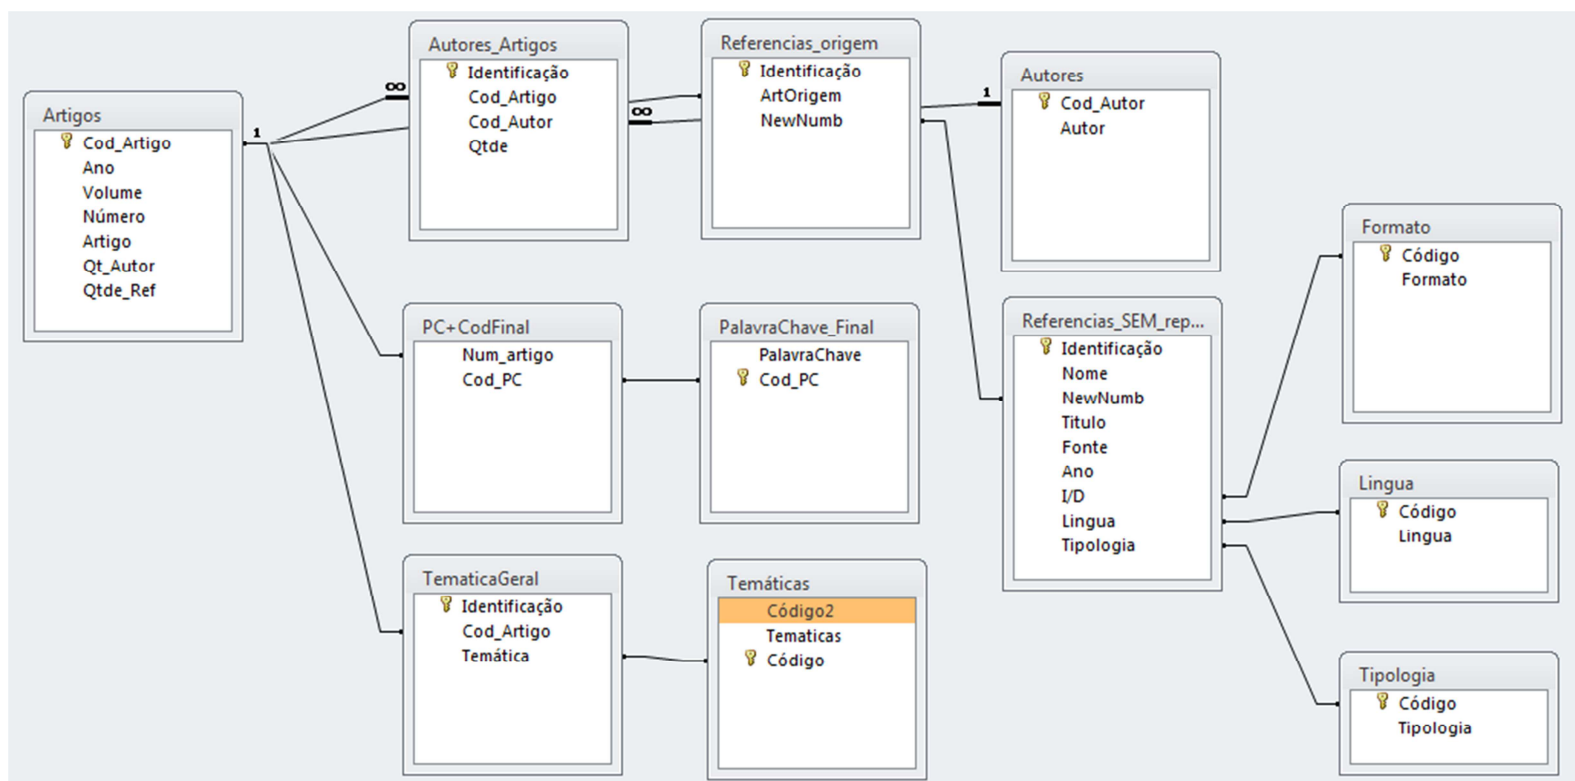 Artigos
Cod_Artigo
Ano
Volume
Número
Artigo
Qt_Autor
Qtde_Ref
1
Autores_Artigos
Identificação
Cod_Artigo
Cod_Autor
Qtde
∞
∞
Referencias_origem
Identificação
ArtOrigem
NewNumb
1
Autores
Cod_Autor
Autor
PC+CodFinal
Num_artigo
Cod_PC
PalavraChave_Final
PalavraChave
Cod_PC
Referencias_SEM_rep...
Identificação
Nome
NewNumb
Titulo
Fonte
Ano
I/D
Lingua
Tipologia
Formato
Código
Formato
Lingua
Código
Lingua
TematicaGeral
Identificação
Cod_Artigo
Temática
Temáticas
Código2
Tematicas
Código
Tipologia
Código
Tipologia